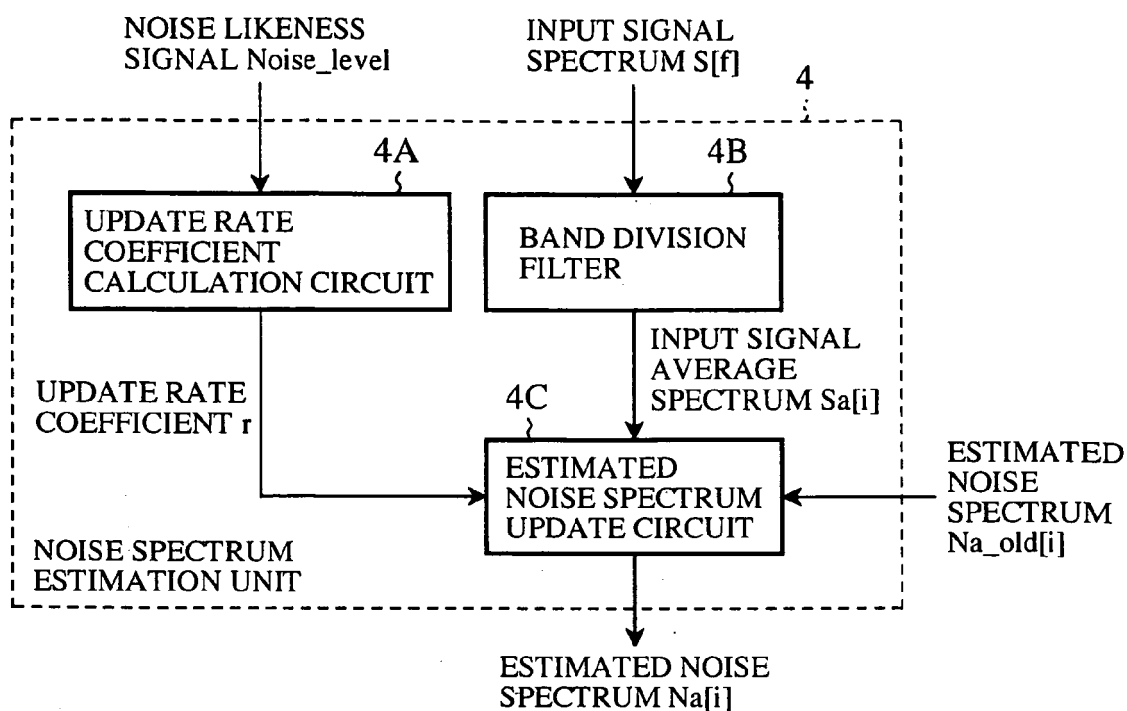 NOISE LIKENESS
SIGNAL Noise_level
INPUT SIGNAL
SPECTRUM S[f]
4
4A
4B
UPDATE RATE
COEFFICIENT
CALCULATION CIRCUIT
BAND DIVISION
FILTER
INPUT SIGNAL
AVERAGE
SPECTRUM Sa[i]
UPDATE RATE
COEFFICIENT r
4C
ESTIMATED
NOISE SPECTRUM
UPDATE CIRCUIT
ESTIMATED
NOISE
SPECTRUM
Na_old[i]
NOISE SPECTRUM
ESTIMATION UNIT
ESTIMATED NOISE
SPECTRUM Na[i]